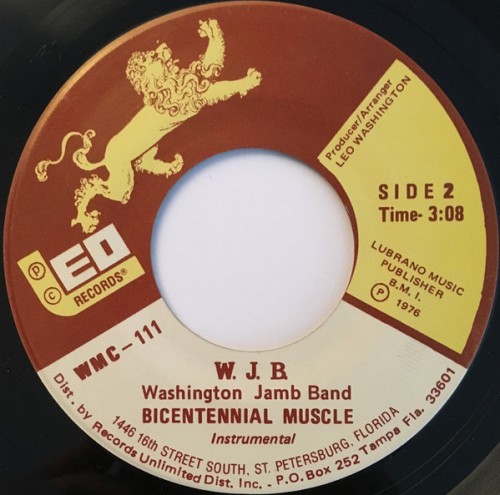 Producer/Arranger
LEO WASHINGTON
SIDE 2
Time- 3:08
LUBRANO MUSIC
PUBLISHER
B. M. I.
Ⓟ 1976
LEO
Ⓟ
©
RECORDS®
WMC-111
W. J. B.
Washington Jamb Band
BICENTENNIAL MUSCLE
Instrumental
1446 16th STREET SOUTH, ST. PETERSBURG, FLORIDA
Dist. by Records Unlimited Dist. Inc. - P.O. Box 252 Tampa Fla. 33601